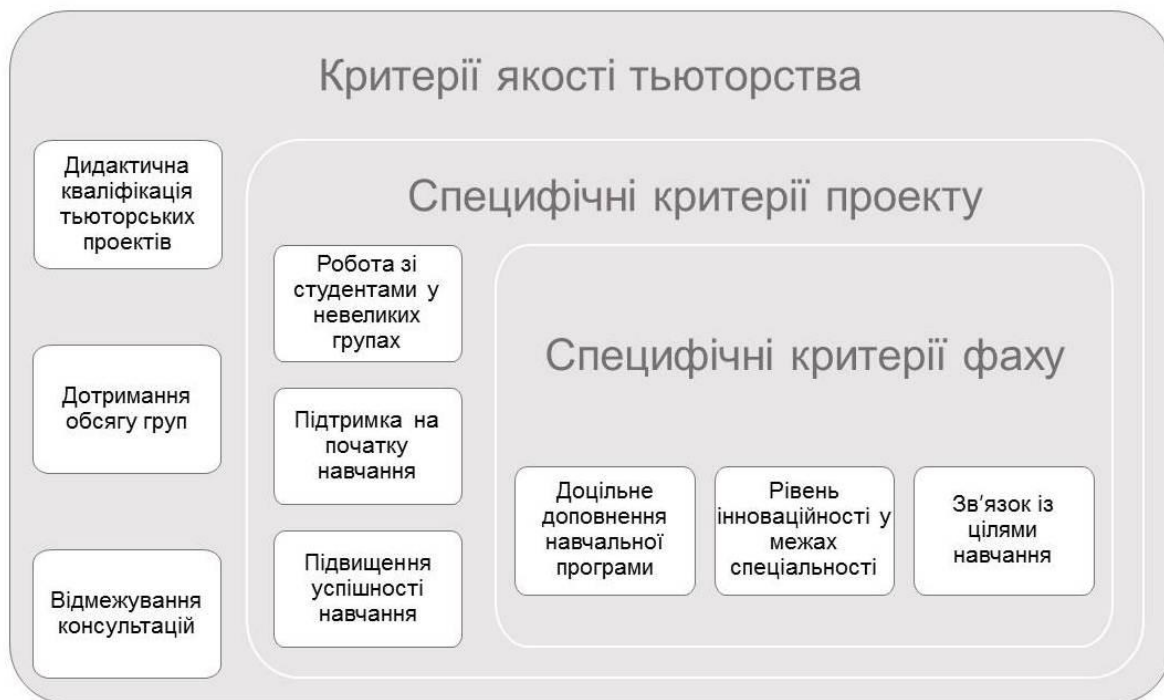 Критерії якості тьюторства
Дидактична
кваліфікація
тьюторських
проектів
Дотримання
обсягу груп
Відмежування
консультацій
Специфічні критерії проекту
Робота зі
студентами у
невеликих
групах
Підтримка на
початку
навчання
Підвищення
успішності
навчання
Специфічні критерії фаху
Доцільне
доповнення
навчальної
програми
Рівень
інноваційності у
межах
спеціальності
Зв’язок із
цілями
навчання